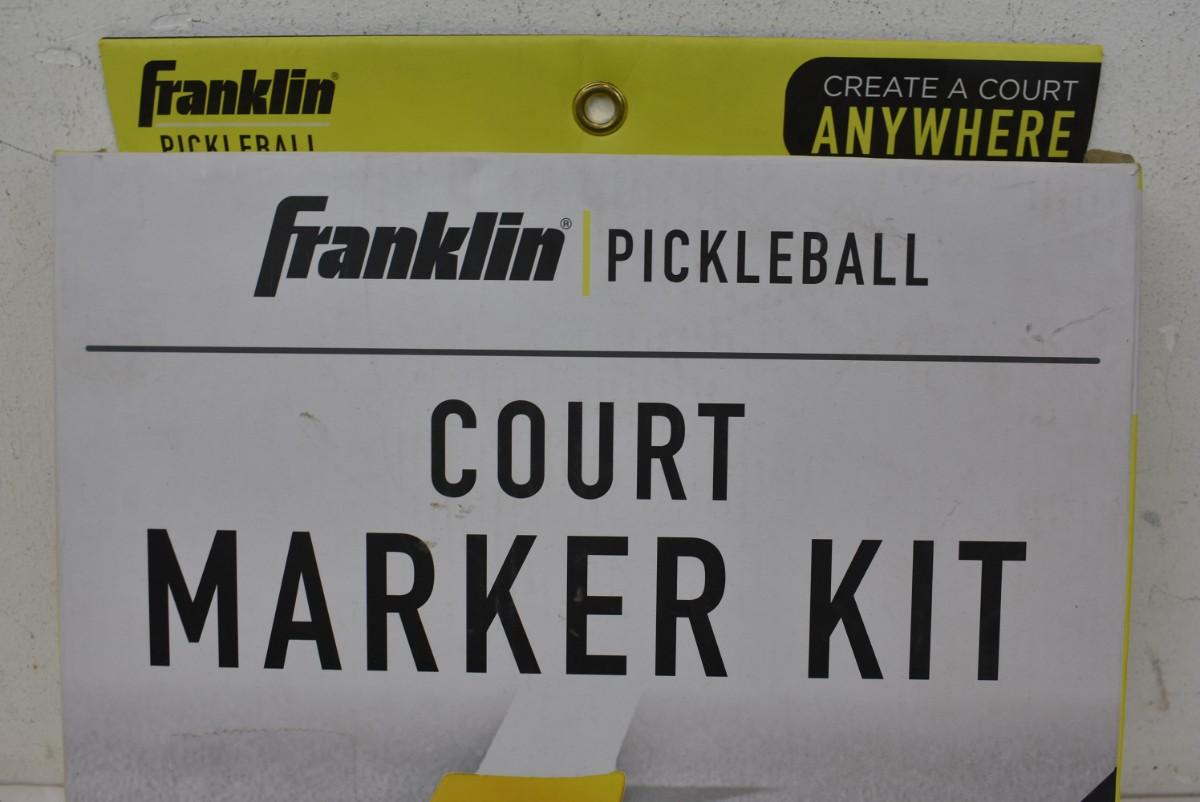 Franklin®
PICKLEBALL
CREATE A COURT
ANYWHERE
Franklin® | PICKLEBALL
COURT
MARKER KIT